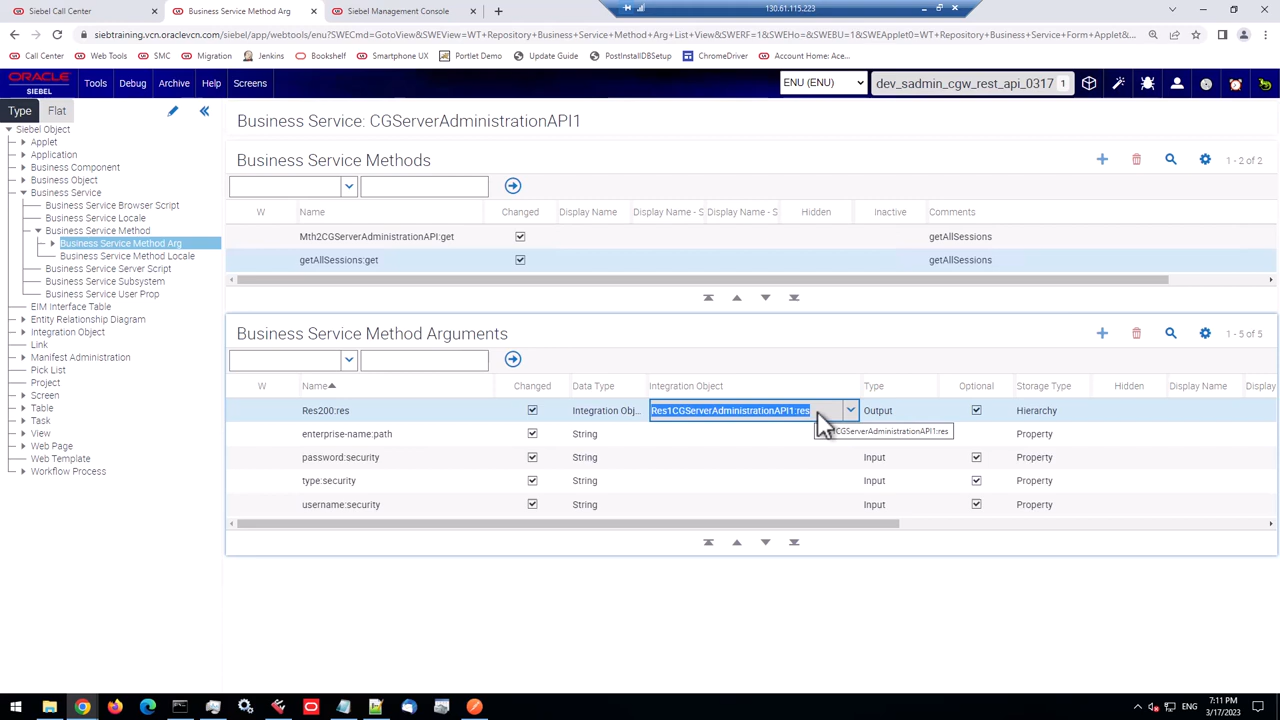 130.61.115.223
Siebel Call Center
Business Service Method Arg
Siebel Management Console
siebtraining.vcn.oraclevcn.com/siebel/app/webtools/enu?SWECmd=GotoView&SWEView=WT+Repository+Business+Service+Method+Arg+List+View&SWERF=1&SWEHo=&SWEBU=1&SWEApplet0=WT+Repository+Business+Service+Form+Applet&...
Call Center
Web Tools
SMC
Migration
Jenkins
Bookshelf
Smartphone UX
Portlet Demo
Update Guide
PostInstallDBSetup
ChromeDriver
Account Home: Ace...
ORACLE
SIEBEL
Tools
Debug
Archive
Help
Screens
ENU (ENU)
dev_sadmin_cgw_rest_api_0317 1
Type
Flat
Siebel Object
Applet
Application
Business Component
Business Object
Business Service
Business Service Browser Script
Business Service Locale
Business Service Method
Business Service Method Arg
Business Service Method Locale
Business Service Server Script
Business Service Subsystem
Business Service User Prop
EIM Interface Table
Entity Relationship Diagram
Integration Object
Link
Manifest Administration
Pick List
Project
Screen
Table
Task
View
Web Page
Web Template
Workflow Process
Business Service: CGServerAdministrationAPI1
Business Service Methods
1 - 2 of 2
W Name Changed Display Name Display Name - S Display Name - S Hidden Inactive Comments
Mth2CGServerAdministrationAPI:get getAllSessions
getAllSessions:get getAllSessions
Business Service Method Arguments
1 - 5 of 5
W Name Changed Data Type Integration Object Type Optional Storage Type Hidden Display Name Display
Res200:res Integration Obj... Res1CGServerAdministrationAPI1:res Output Hierarchy
CGServerAdministrationAPI1:res
enterprise-name:path String Property
password:security String Input Property
type:security String Input Property
username:security String Input Property
ENG
7:11 PM
3/17/2023